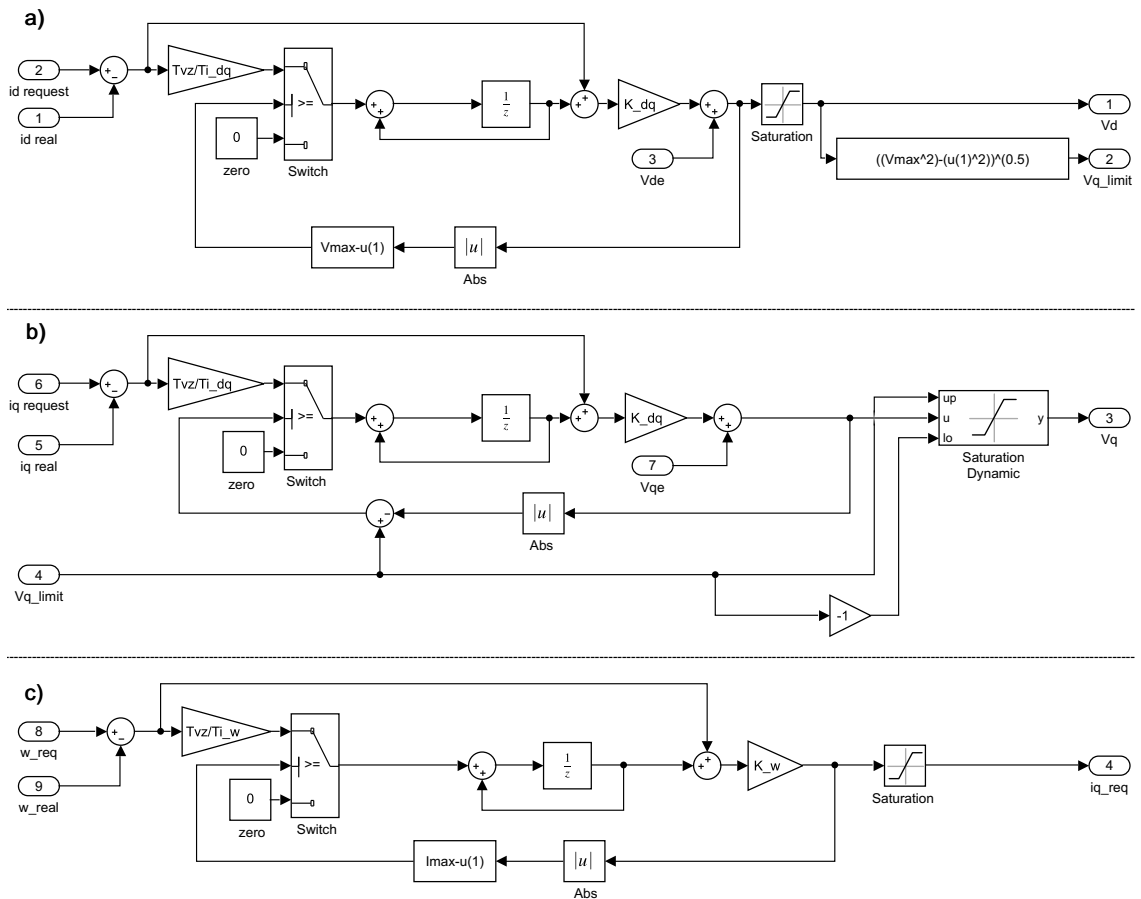 a)
2
id request
1
id real
Tvz/Ti_dq
>=
0
zero
Switch
+
-
+
+
1
z
+
+
K_dq
+
+
3
Vde
Saturation
1
Vd
((Vmax^2)-(u(1)^2))^(0.5)
2
Vq_limit
Vmax-u(1)
|u|
Abs
b)
6
iq request
5
iq real
+
-
Tvz/Ti_dq
>=
0
zero
Switch
+
+
1
z
+
+
K_dq
+
+
7
Vqe
up
u
lo
y
Saturation
Dynamic
3
Vq
+
-
|u|
Abs
4
Vq_limit
-1
c)
8
w_req
9
w_real
+
-
Tvz/Ti_w
>=
0
zero
Switch
+
+
1
z
+
+
K_w
Saturation
4
iq_req
Imax-u(1)
|u|
Abs